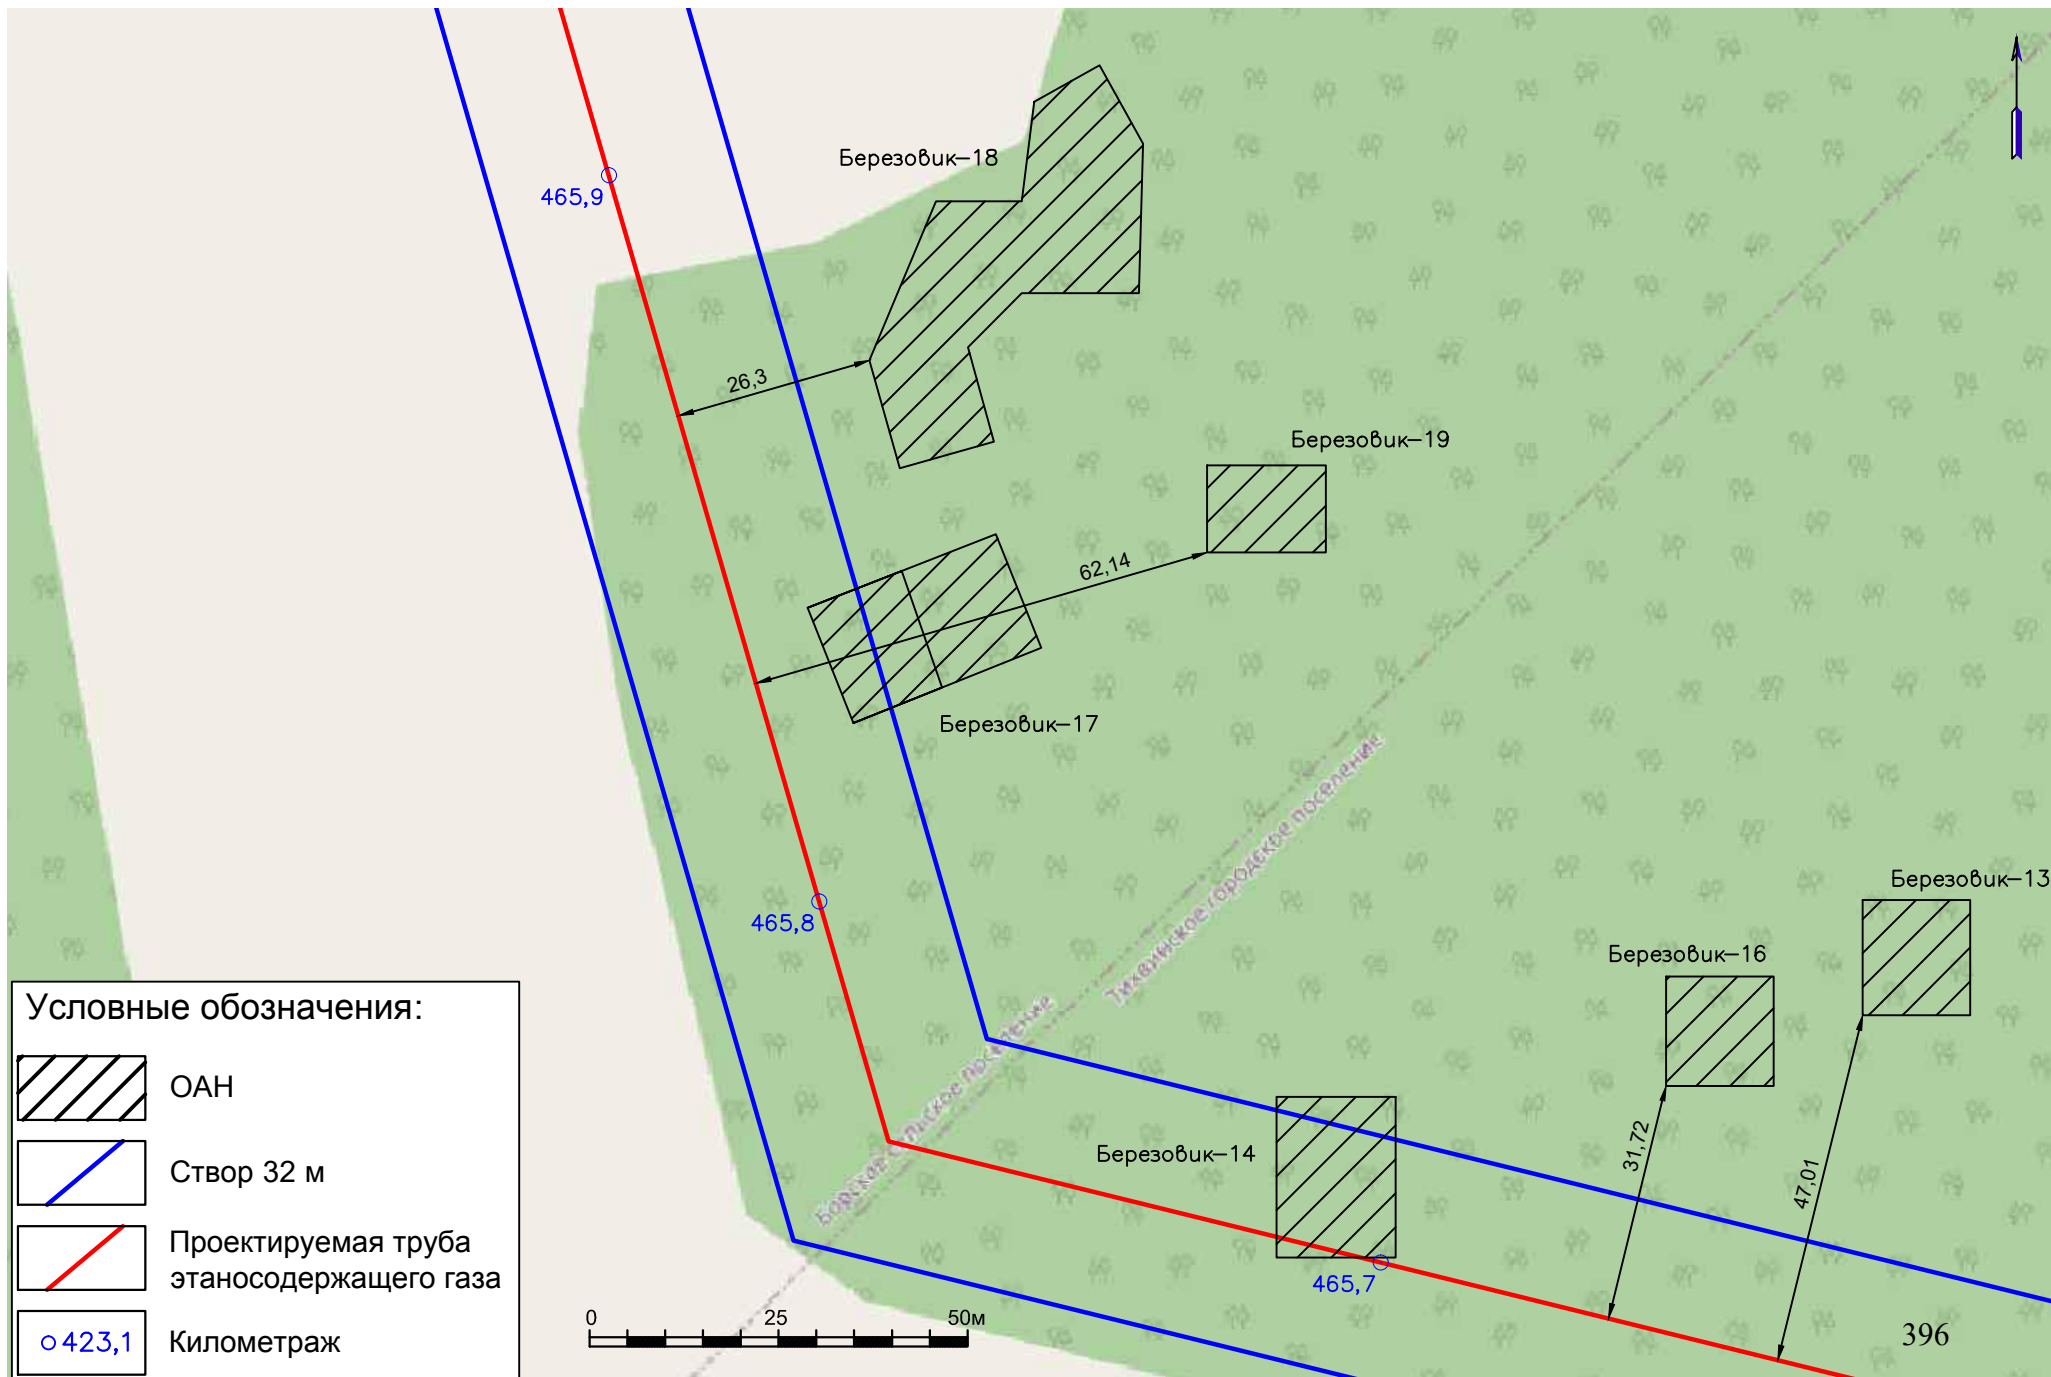 Березовик–18
465,9
26,3
Березовик–19
62,14
Березовик–17
Тихвинское городское поселение
465,8
Березовик–13
Березовик–16
Борское сельское поселение
Березовик–14
31,72
47,01
465,7
Условные обозначения:
ОАН
Створ 32 м
Проектируемая труба
этаносодержащего газа
423,1 Километраж
0 25 50м
396